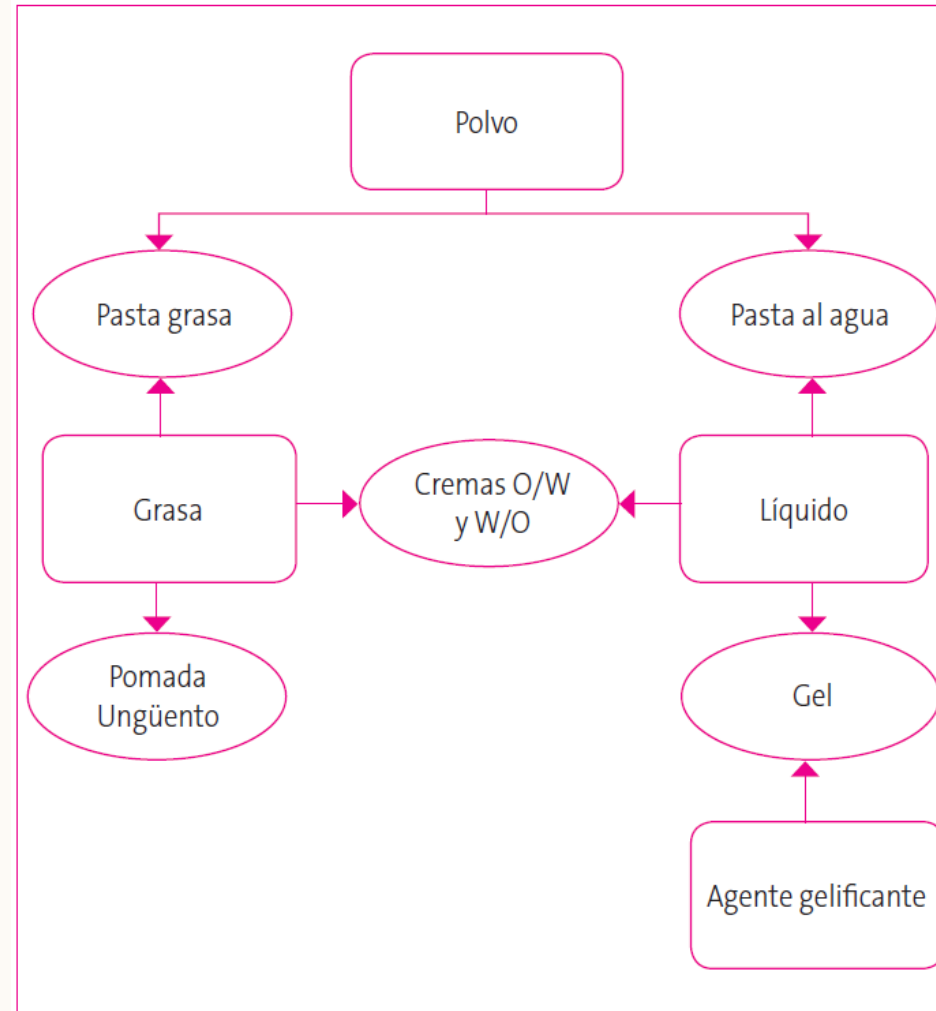 Polvo
Pasta grasa
Pasta al agua
Grasa
Cremas O/W
y W/O
Líquido
Pomada
Ungüento
Gel
Agente gelificante